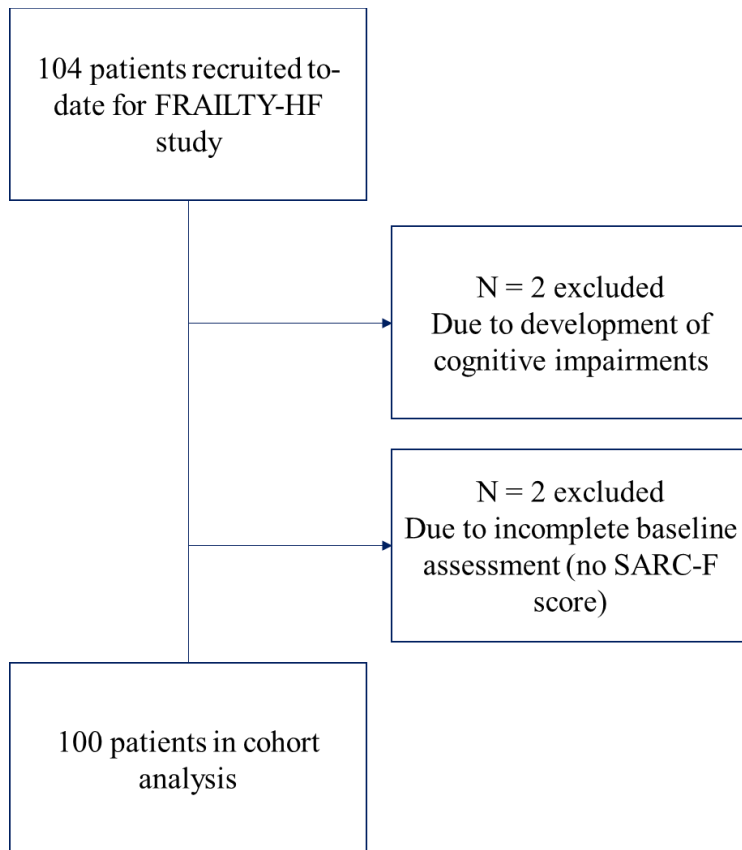 104 patients recruited to-
date for FRAILTY-HF
study
N = 2 excluded
Due to development of
cognitive impairments
N = 2 excluded
Due to incomplete baseline
assessment (no SARC-F
score)
100 patients in cohort
analysis